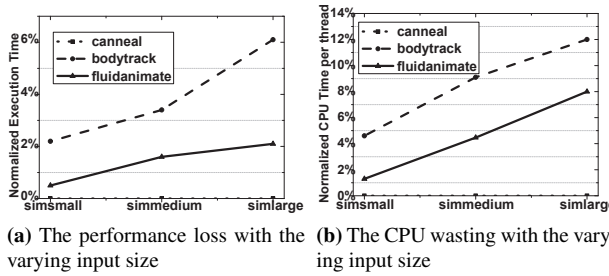 Normalized Execution Time
6%
4%
2%
0%
canneal
bodytrack
fluidanimate
simsmall simmedium simlarge
Normalized CPU Time per thread
14%
12%
10%
8%
6%
4%
2%
0%
canneal
bodytrack
fluidanimate
simsmall simmedium simlarge
(a) The performance loss with the
varying input size
(b) The CPU wasting with the vary
ing input size